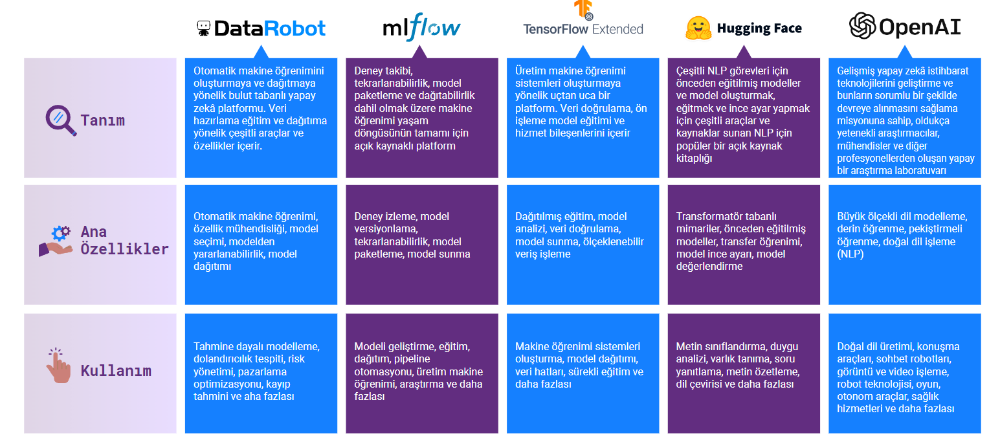 DataRobot
mlflow
TensorFlow Extended
Hugging Face
OpenAI
Tanım
Otomatik makine öğrenimini
oluşturmaya ve dağıtmaya
yönelik bulut tabanlı yapay
zekâ platformu. Veri
hazırlama eğitim ve dağıtıma
yönelik çeşitli araçlar ve
özellikler içerir.
Deney takibi,
tekrarlanabilirlik, model
paketleme ve dağıtabilirlik
dahil olmak üzere makine
öğrenimi yaşam
döngüsünün tamamı için
açık kaynaklı platform
Üretim makine öğrenimi
sistemleri oluşturmaya
yönelik uçtan uca bir
platform. Veri doğrulama, ön
işleme model eğitimi ve
hizmet bileşenlerini içerir
Çeşitli NLP görevleri için
önceden eğitilmiş modeller
ve model oluşturmak,
eğitmek ve ince ayar yapmak
için çeşitli araçlar ve
kaynaklar sunan NLP için
popüler bir açık kaynak
kitaplığı
Gelişmiş yapay zekâ istihbarat
teknolojilerini geliştirme ve
bunların sorumlu bir şekilde
devreye alınmasını sağlama
misyonuna sahip, oldukça
yetenekli araştırmacılar,
mühendisler ve diğer
profesyonellerden oluşan yapay
bir araştırma laboratuvarı
Ana
Özellikler
Otomatik makine öğrenimi,
özellik mühendisliği, model
seçimi, modelden
yararlanabilirlik, model
dağıtımı
Deney izleme, model
versiyonlama,
tekrarlanabilirlik, model
paketleme, model sunma
Dağıtılmış eğitim, model
analizi, veri doğrulama,
model sunma, ölçeklenebilir
veriş işleme
Transformatör tabanlı
mimariler, önceden eğitilmiş
modeller, transfer öğrenimi,
model ince ayarı, model
değerlendirme
Büyük ölçekli dil modelleme,
derin öğrenme, pekiştirmeli
öğrenme, doğal dil işleme
(NLP)
Kullanım
Tahmine dayalı modelleme,
dolandırıcılık tespiti, risk
yönetimi, pazarlama
optimizasyonu, kayıp
tahmini ve aha fazlası
Modeli geliştirme, eğitim,
dağıtım, pipeline
otomasyonu, üretim makine
öğrenimi, araştırma ve daha
fazlası
Makine öğrenimi sistemleri
oluşturma, model dağıtımı,
veri hatları, sürekli eğitim ve
daha fazlası
Metin sınıflandırma, duygu
analizi, varlık tanıma, soru
yanıtlama, metin özetleme,
dil çevirisi ve daha fazlası
Doğal dil üretimi, konuşma
araçları, sohbet robotları,
görüntü ve video işleme,
robot teknolojisi, oyun,
otonom araçlar, sağlık
hizmetleri ve daha fazlası